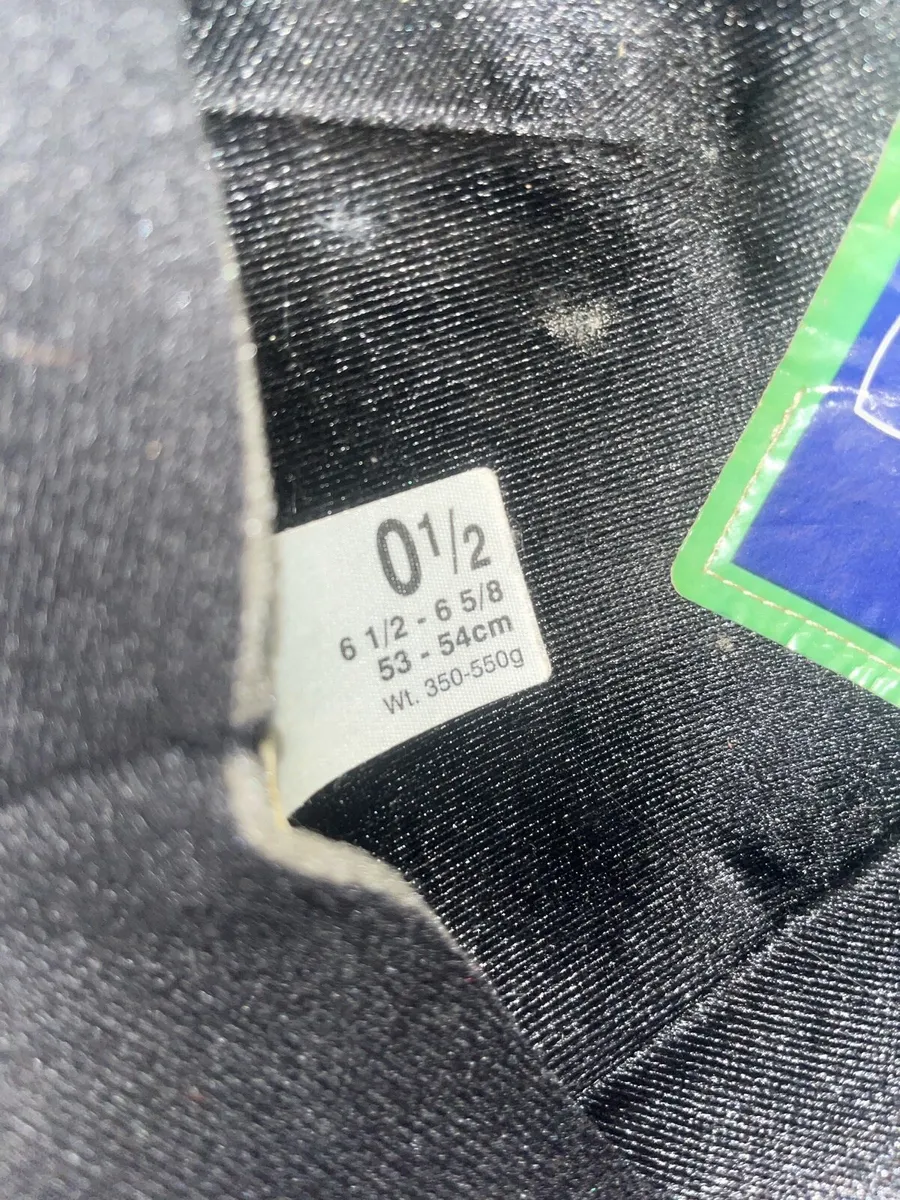 0 1/2
6 1/2 - 6 5/8
53 - 54cm
Wt. 350-550g